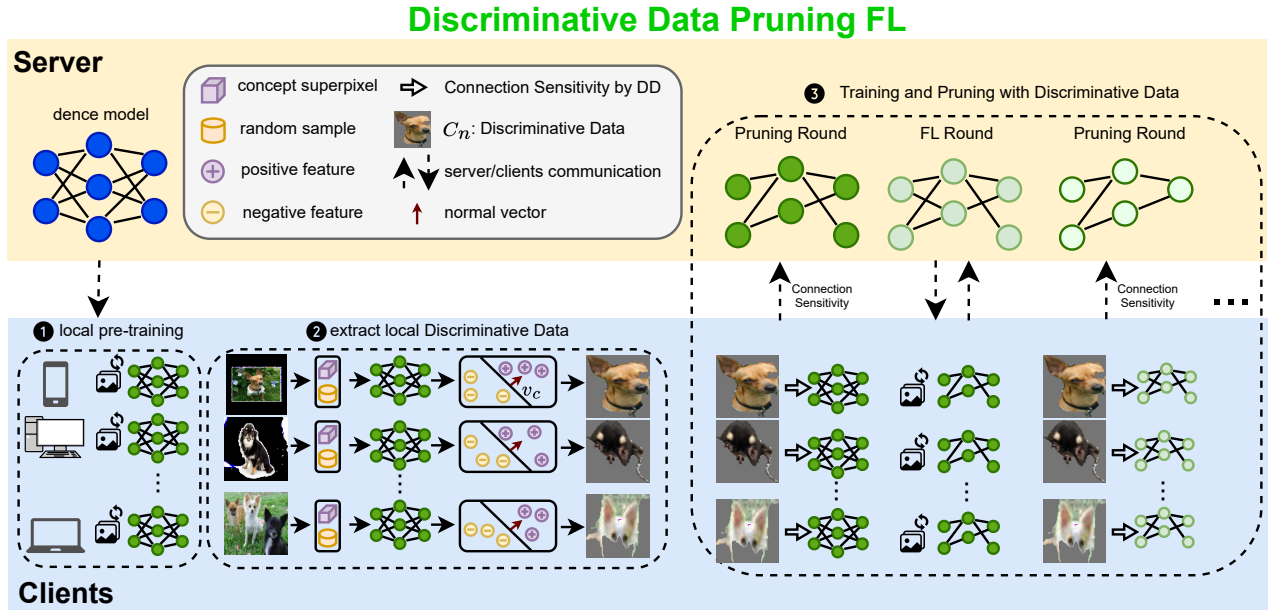 Discriminative Data Pruning FL
Server
dence model
concept superpixel
random sample
positive feature
negative feature
Connection Sensitivity by DD
Cn: Discriminative Data
server/clients communication
normal vector
3 Training and Pruning with Discriminative Data
Pruning Round
FL Round
Pruning Round
Connection
Sensitivity
Connection
Sensitivity
...
1 local pre-training
2 extract local Discriminative Data
vc
Clients